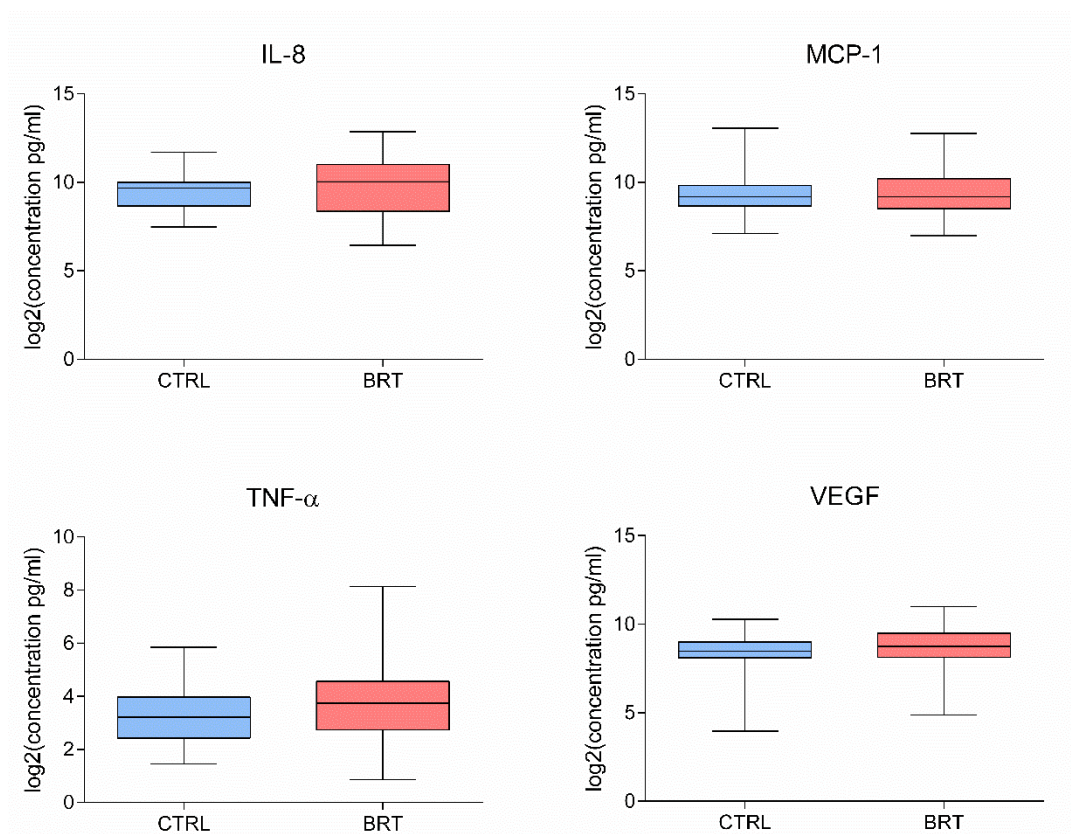 IL-8
log2(concentration pg/ml)
15
10
5
0
CTRL
BRT
MCP-1
log2(concentration pg/ml)
15
10
5
0
CTRL
BRT
TNF-α
log2(concentration pg/ml)
10
8
6
4
2
0
CTRL
BRT
VEGF
log2(concentration pg/ml)
15
10
5
0
CTRL
BRT